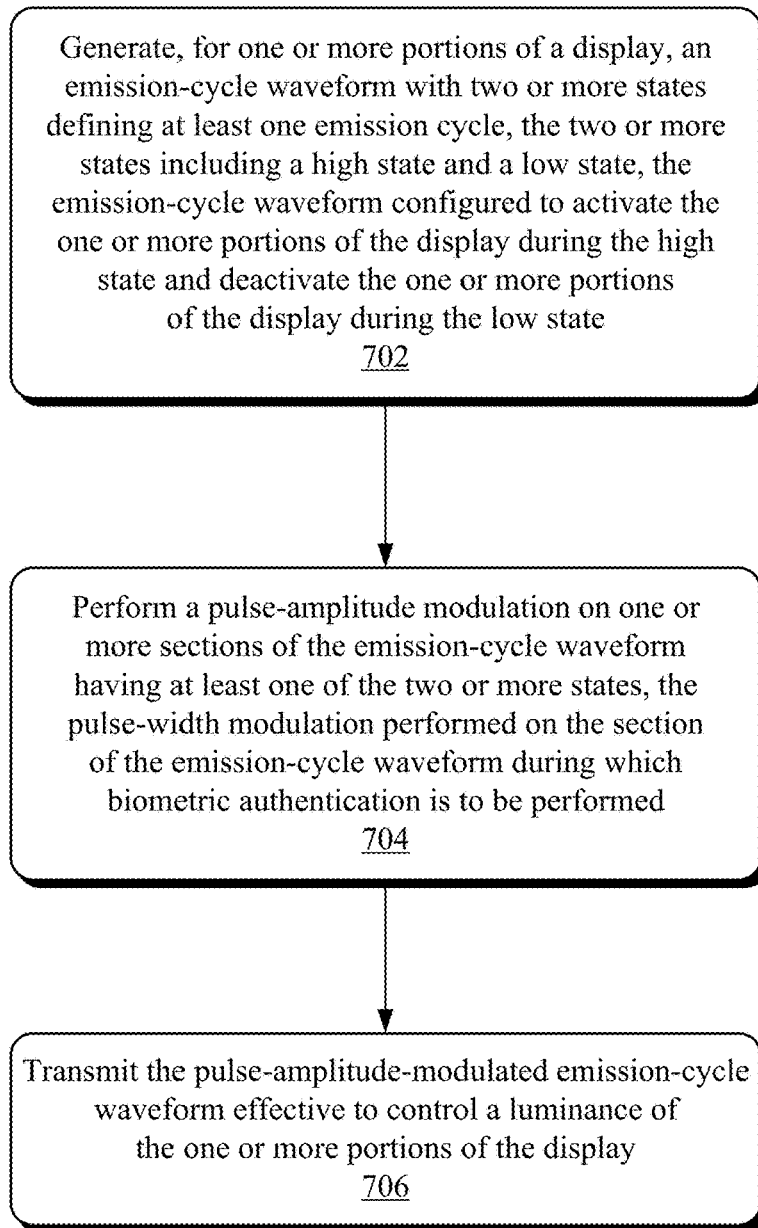 Generate, for one or more portions of a display, an
emission-cycle waveform with two or more states
defining at least one emission cycle, the two or more
states including a high state and a low state, the
emission-cycle waveform configured to activate the
one or more portions of the display during the high
state and deactivate the one or more portions
of the display during the low state
702
Perform a pulse-amplitude modulation on one or
more sections of the emission-cycle waveform
having at least one of the two or more states, the
pulse-width modulation performed on the section
of the emission-cycle waveform during which
biometric authentication is to be performed
704
Transmit the pulse-amplitude-modulated emission-cycle
waveform effective to control a luminance of
the one or more portions of the display
706